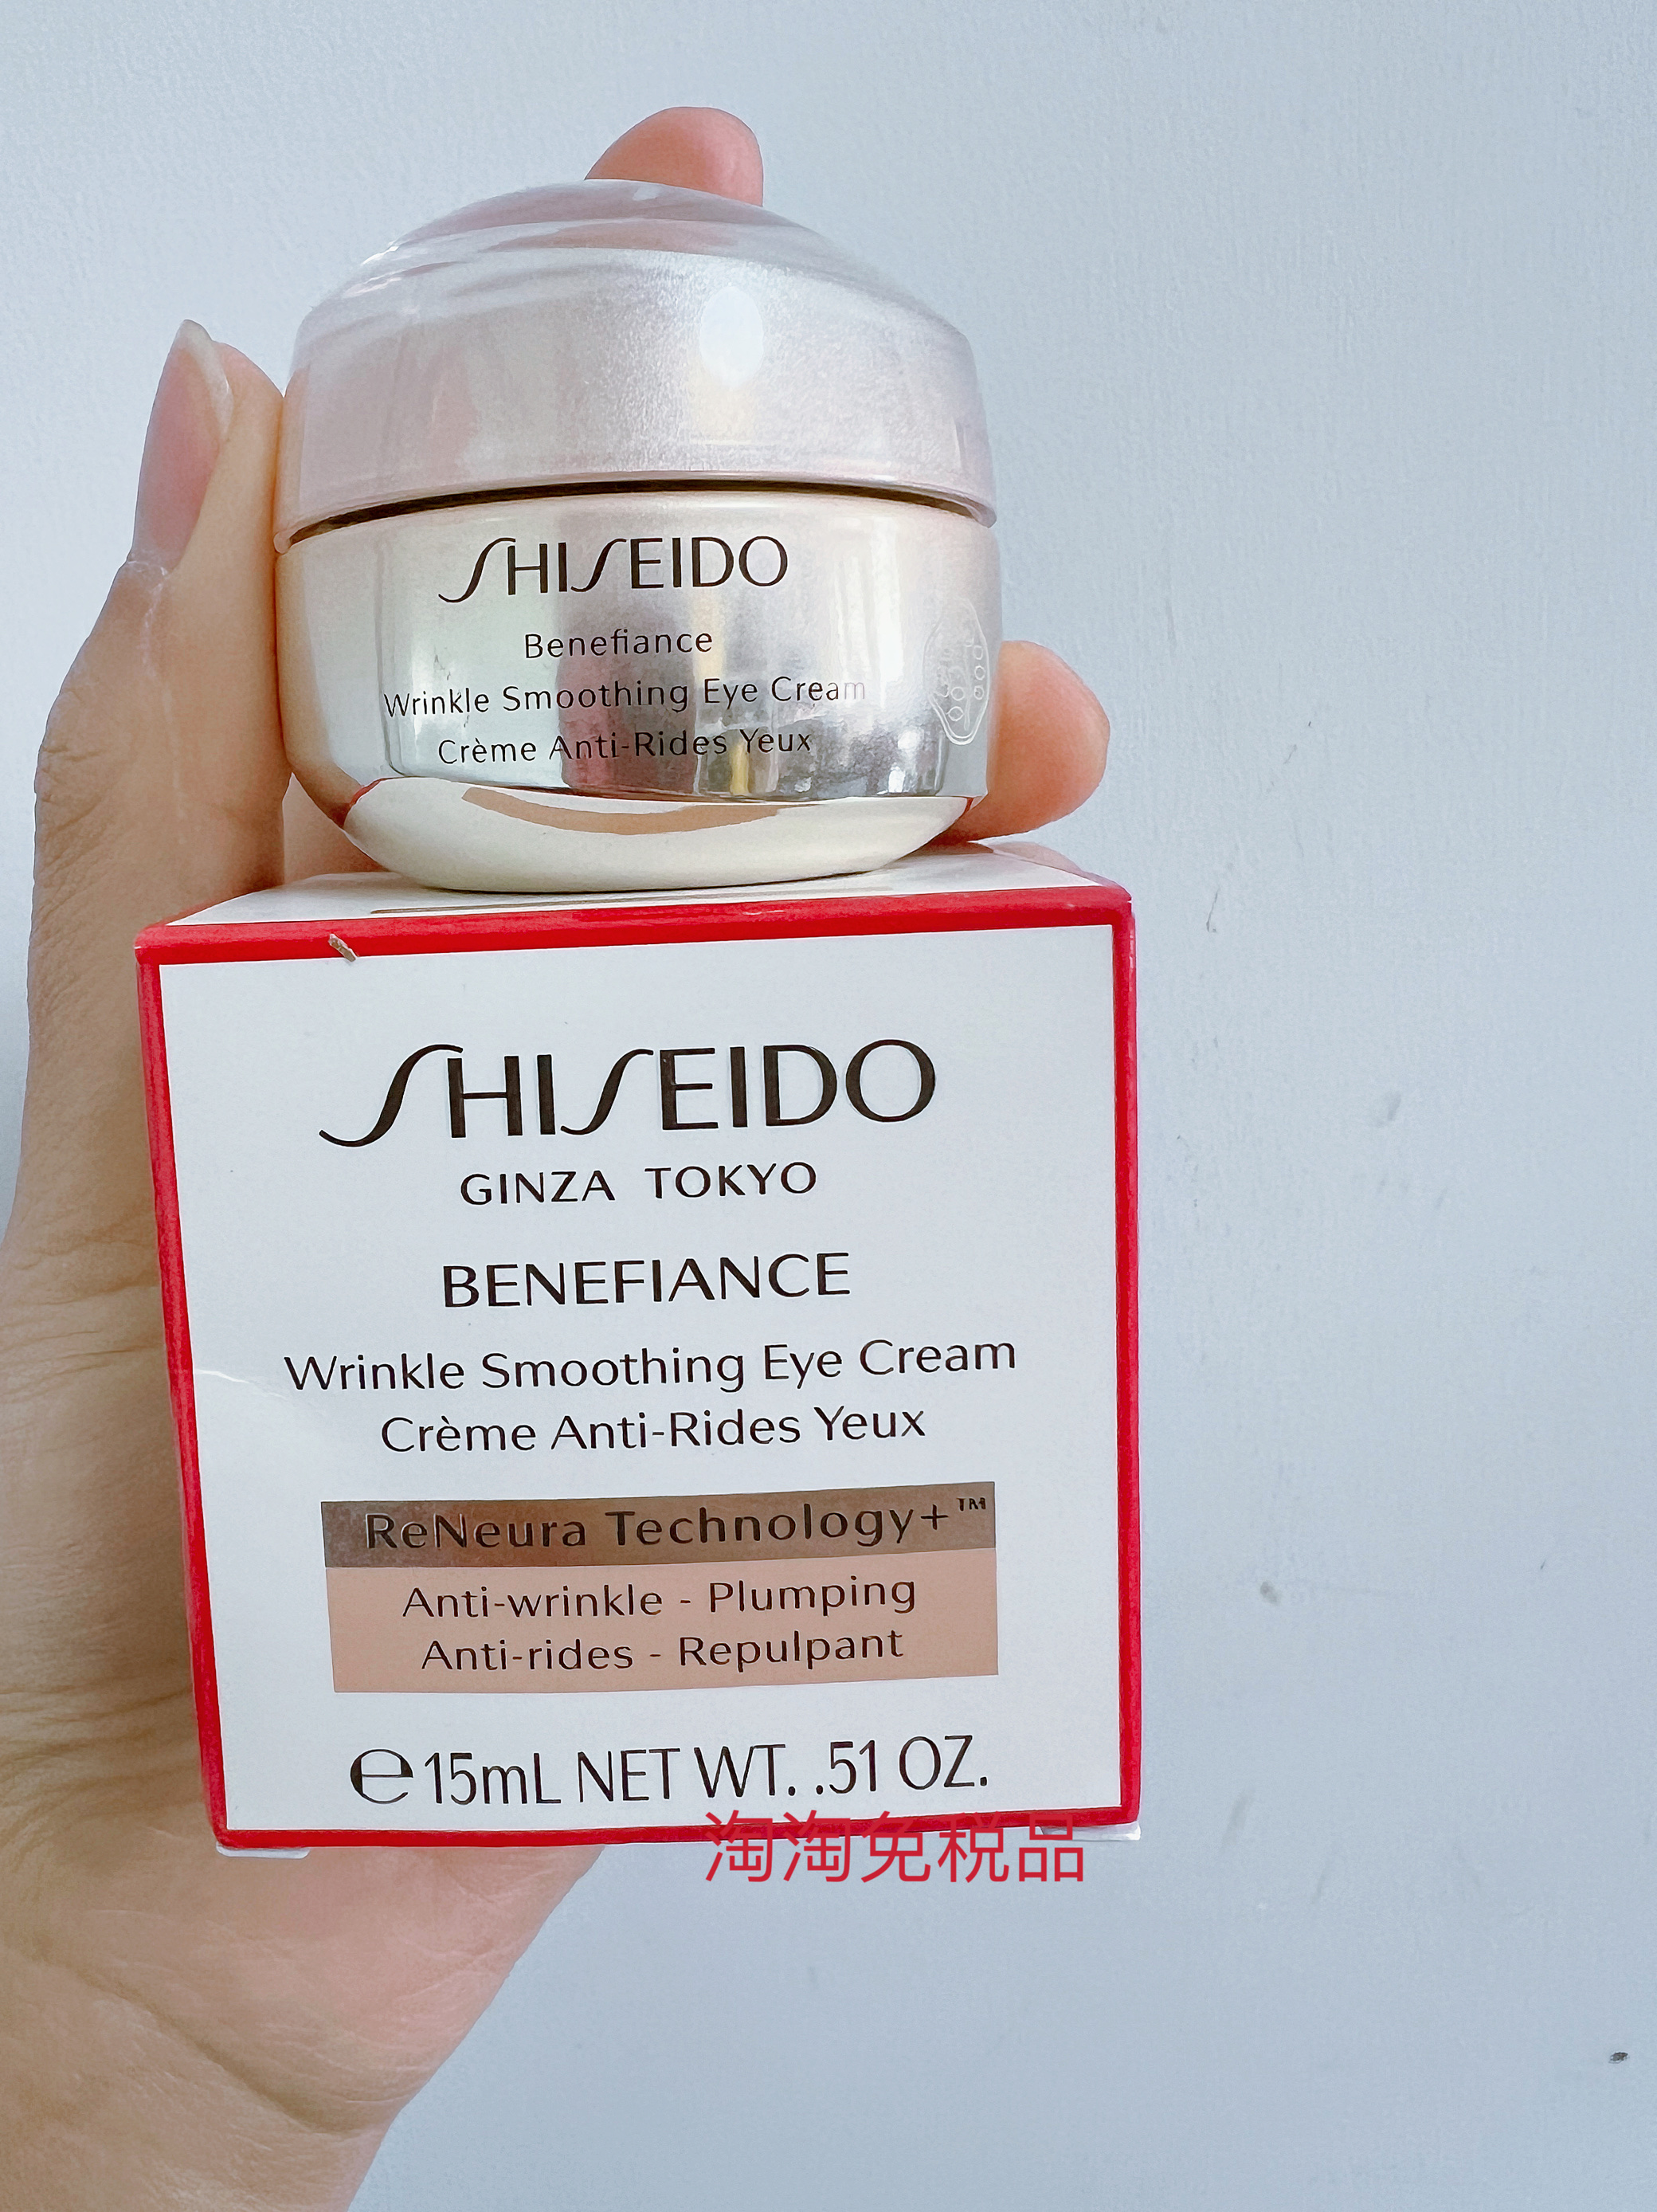 SHISEIDO
Benefiance
Wrinkle Smoothing Eye Cream
Crème Anti-Rides Yeux
SHISEIDO
GINZA TOKYO
BENEFIANCE
Wrinkle Smoothing Eye Cream
Crème Anti-Rides Yeux
ReNeura Technology+™
Anti-wrinkle - Plumping
Anti-rides - Repulpant
℮15mL NET WT. .51 OZ.
淘淘免税品